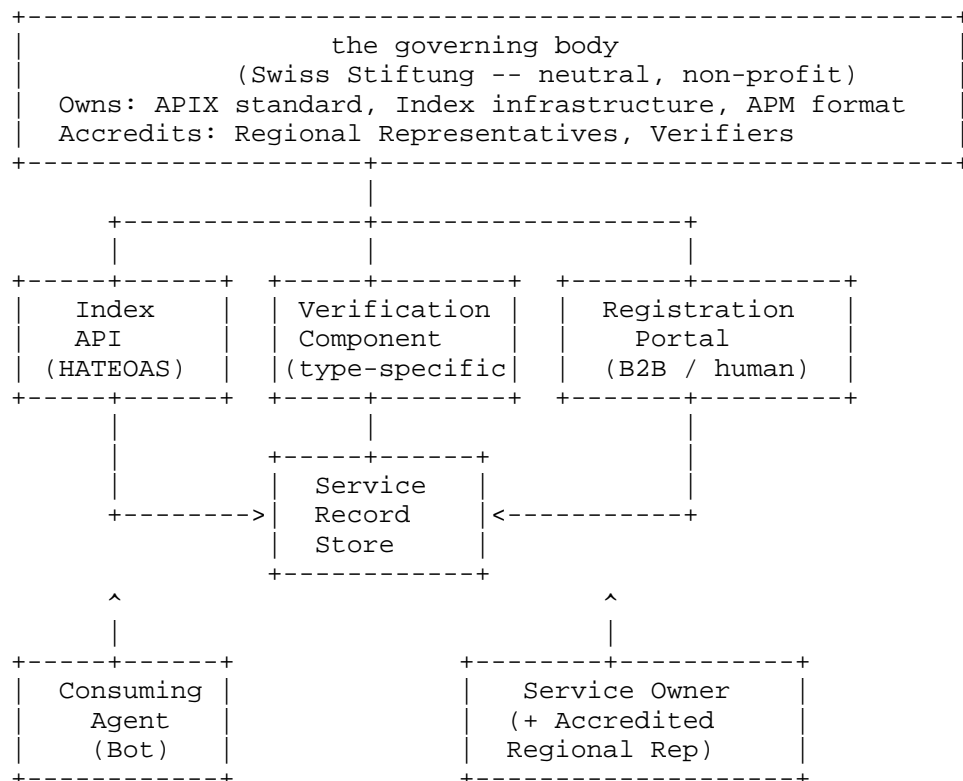 the governing body
(Swiss Stiftung -- neutral, non-profit)
Owns: APIX standard, Index infrastructure, APM format
Accredits: Regional Representatives, Verifiers
Index
API
(HATEOAS)
Verification
Component
(type-specific
Registration
Portal
(B2B / human)
Service
Record
Store
Consuming
Agent
(Bot)
Service Owner
(+ Accredited
Regional Rep)